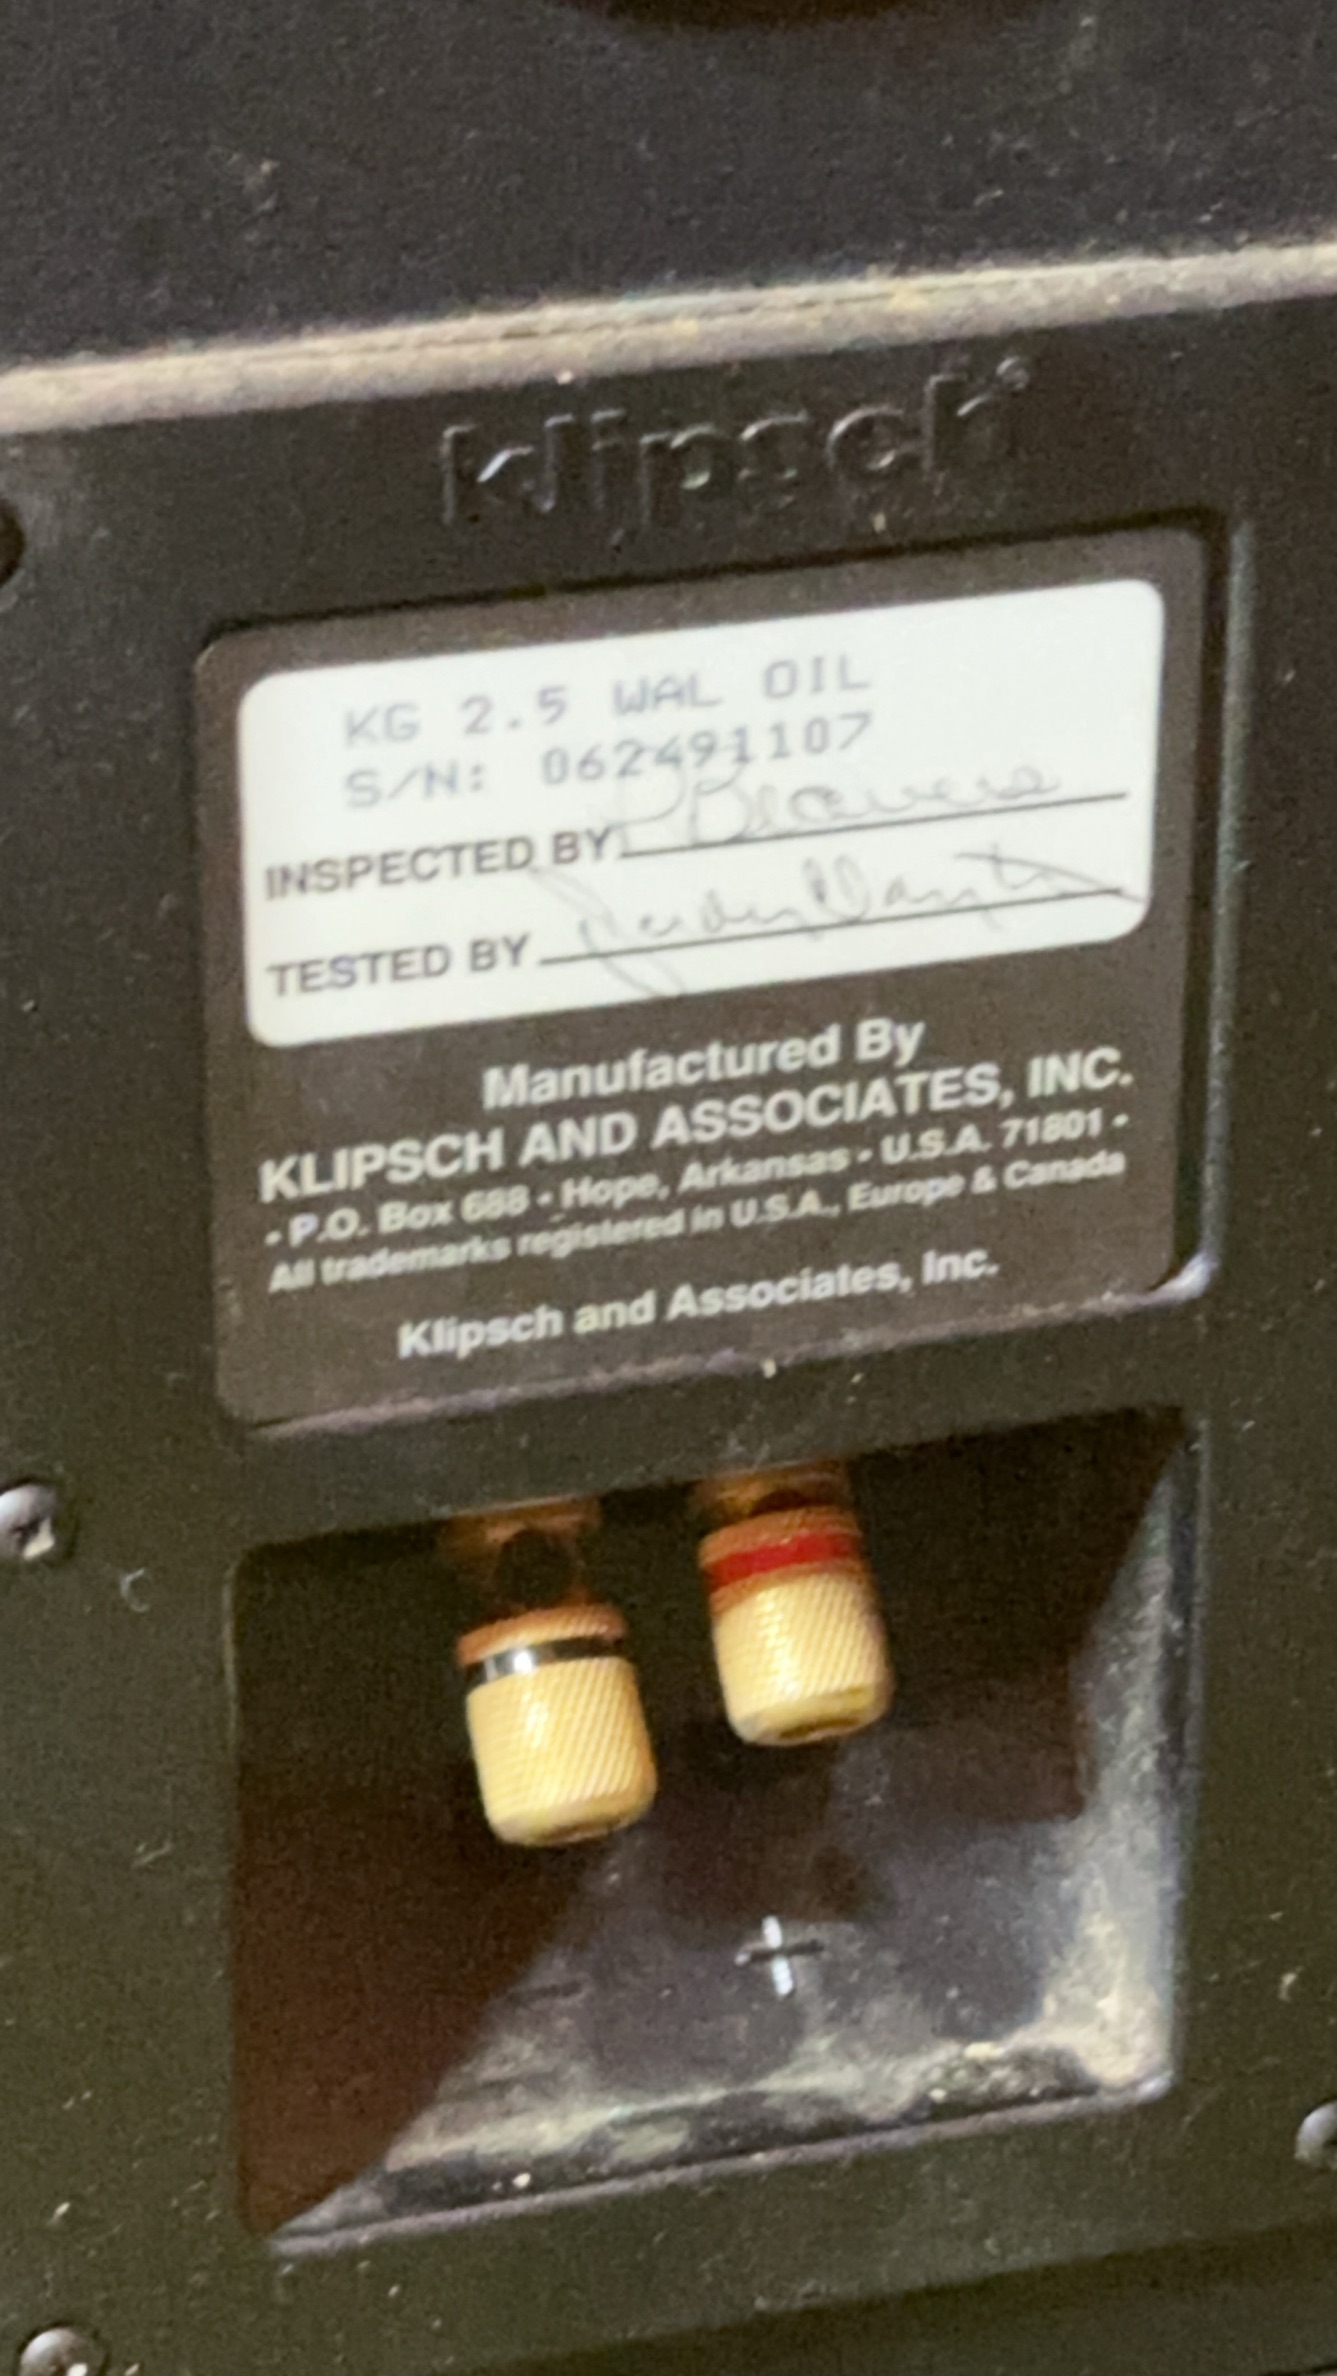 klipsch®
KG 2.5 WAL OIL
S/N: 062491107
INSPECTED BY
TESTED BY
Manufactured By
KLIPSCH AND ASSOCIATES, INC.
• P.O. Box 688 • Hope, Arkansas • U.S.A. 71801 •
All trademarks registered in U.S.A., Europe & Canada
Klipsch and Associates, Inc.
+